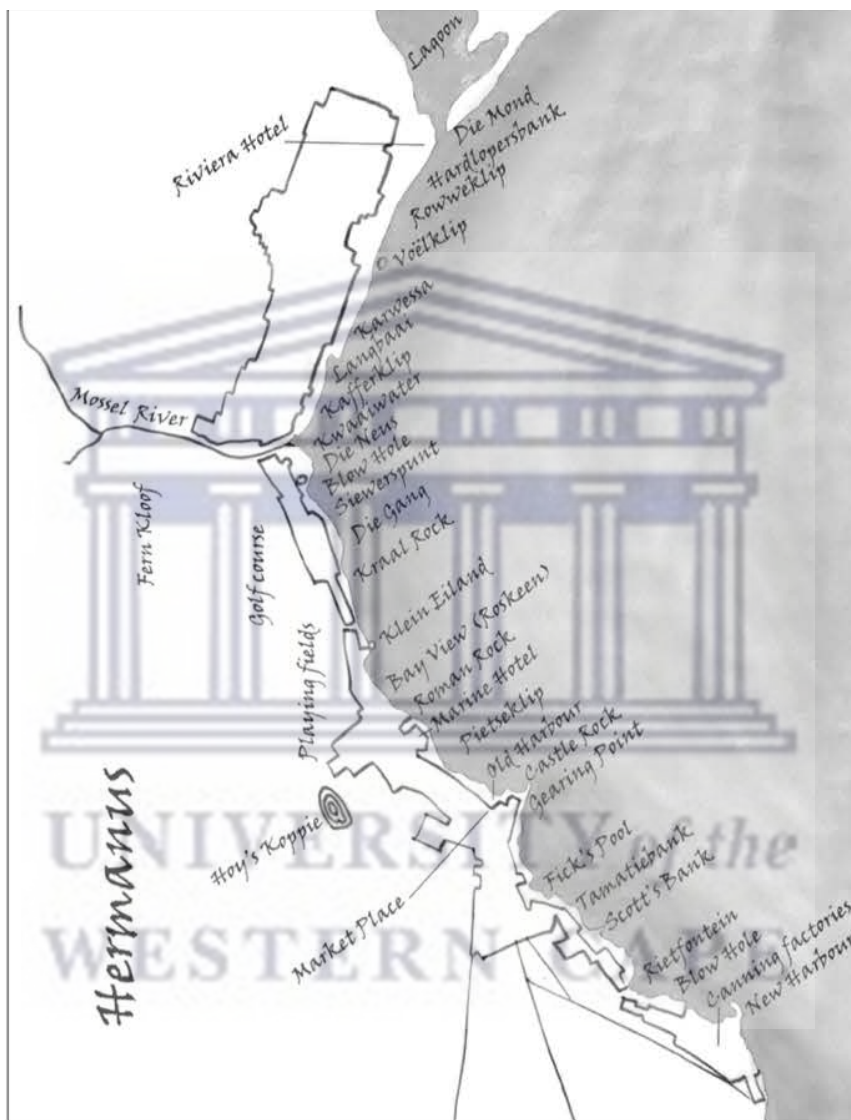 Lagoon
Riviera Hotel
Die Mond
Hardlopersbank
Rowweklip
Voëlklip
Karwessa
Langbaai
Kafferklip
Kwaaiwater
Mossel River
Die Neus
Blow Hole
Siewerspunt
Die Gang
Kraal Rock
Fern Kloof
Golf course
Playing fields
Klein Eiland
Bay View (Roskeen)
Roman Rock
Marine Hotel
Pietseklip
Old Harbour
Castle Rock
Gearing Point
Hoy's Koppie
Hermanus
Market Place
Fick's Pool
Tamatiebank
Scott's Bank
Rietfontein
Blow Hole
Canning factories
New Harbour
UNIVERSITY of the
WESTERN CAPE